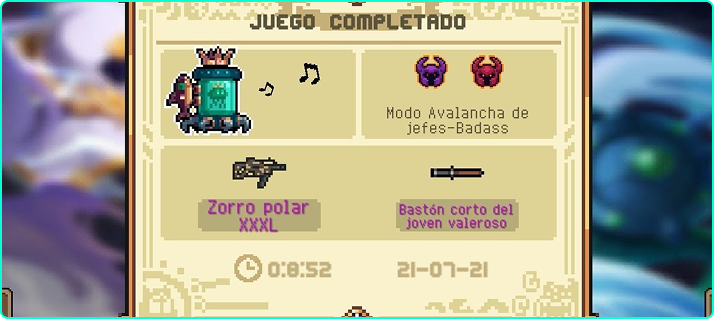 JUEGO COMPLETADO
Modo Avalancha de
jefes-Badass
Zorro polar
XXXL
Bastón corto del
joven valeroso
0:8:52
21-07-21